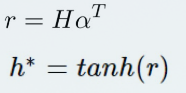 r = Hα^T
h* = tanh(r)